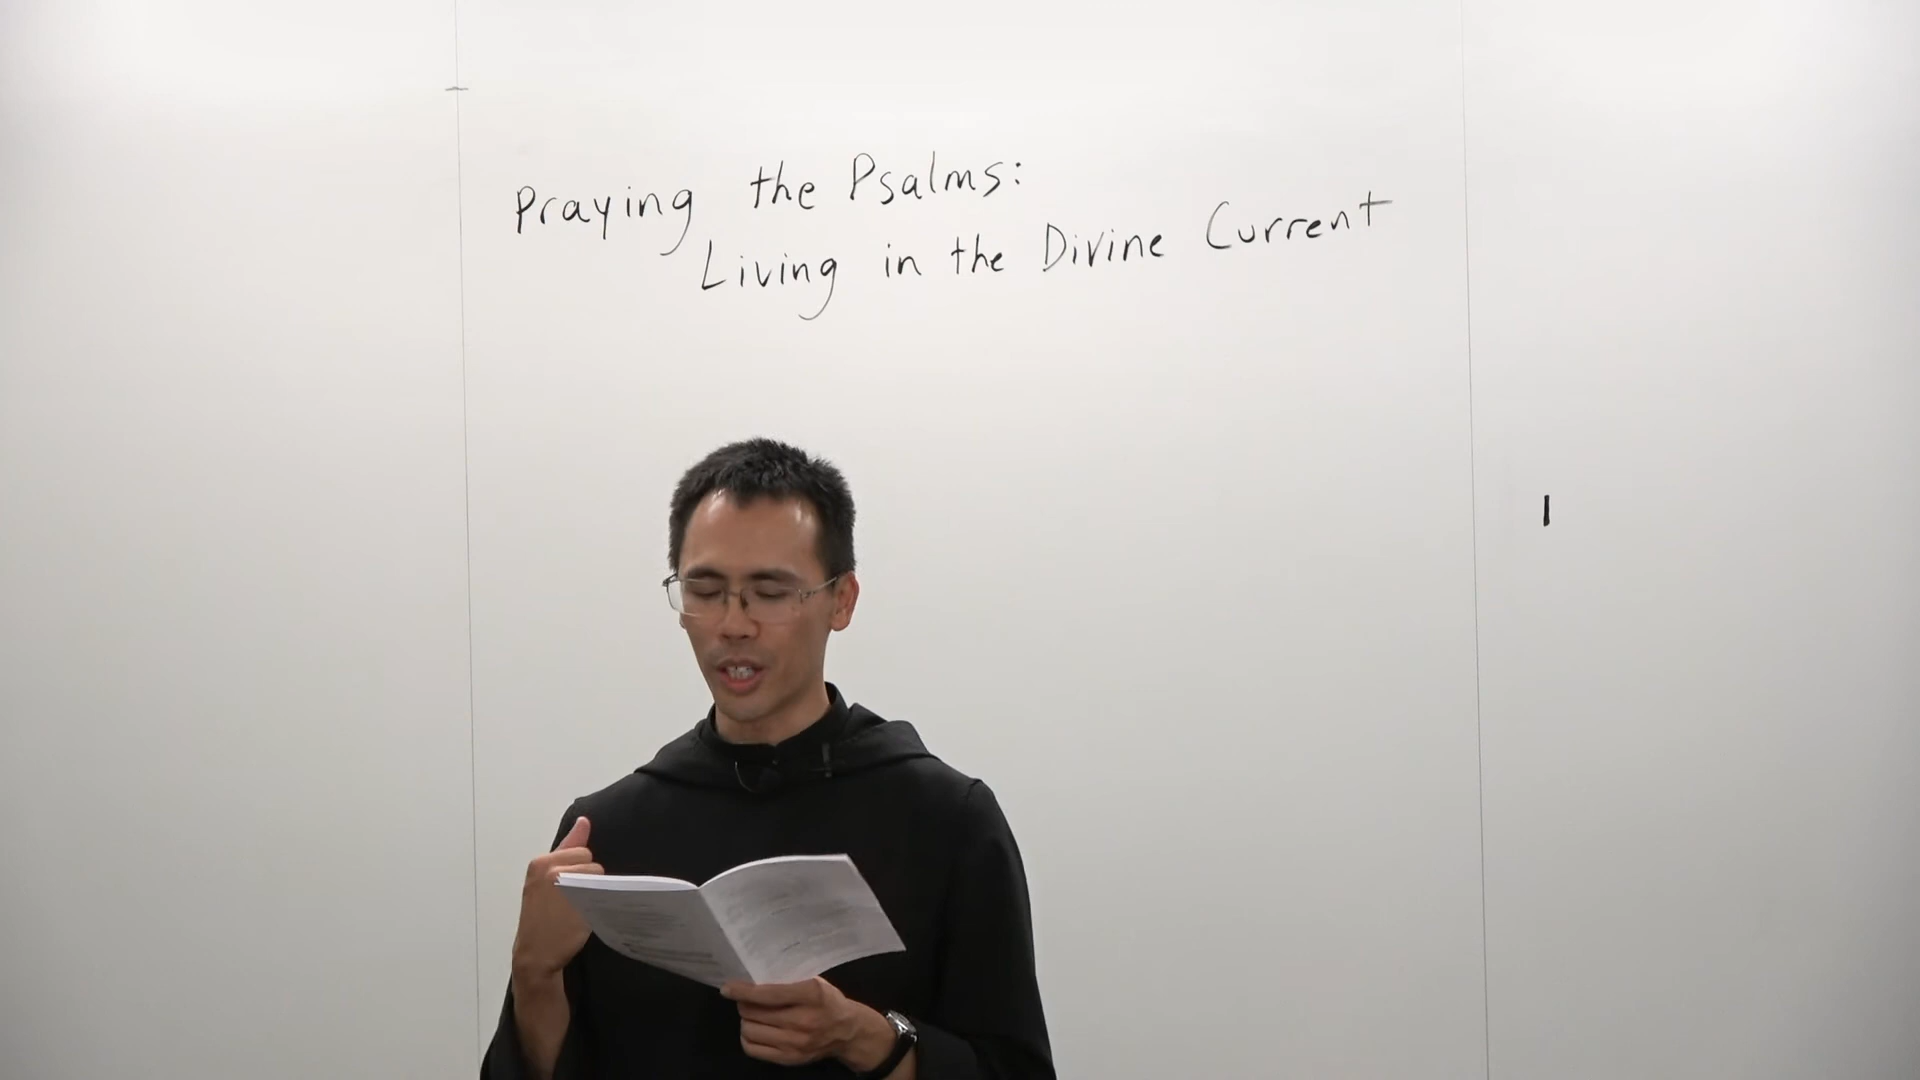 Praying the Psalms:
Living in the Divine Current